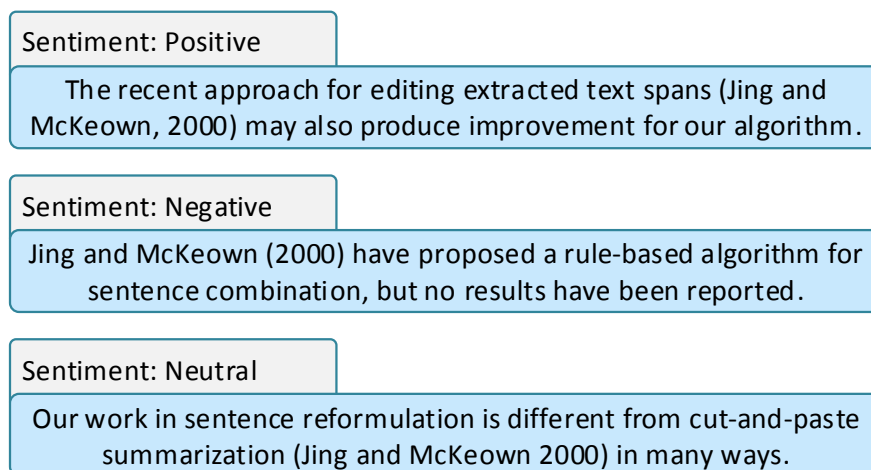 Sentiment: Positive
The recent approach for editing extracted text spans (Jing and
McKeown, 2000) may also produce improvement for our algorithm.
Sentiment: Negative
Jing and McKeown (2000) have proposed a rule-based algorithm for
sentence combination, but no results have been reported.
Sentiment: Neutral
Our work in sentence reformulation is different from cut-and-paste
summarization (Jing and McKeown 2000) in many ways.